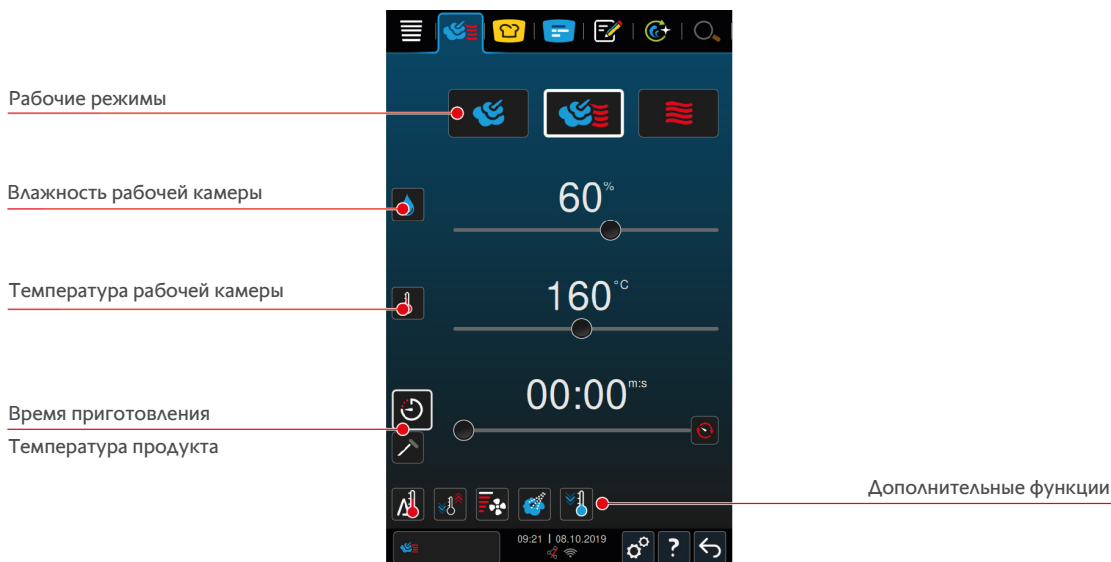 Рабочие режимы
Влажность рабочей камеры
60%
Температура рабочей камеры
160°C
00:00 m:s
Время приготовления
Температура продукта
Дополнительные функции
09:21 | 08.10.2019
?